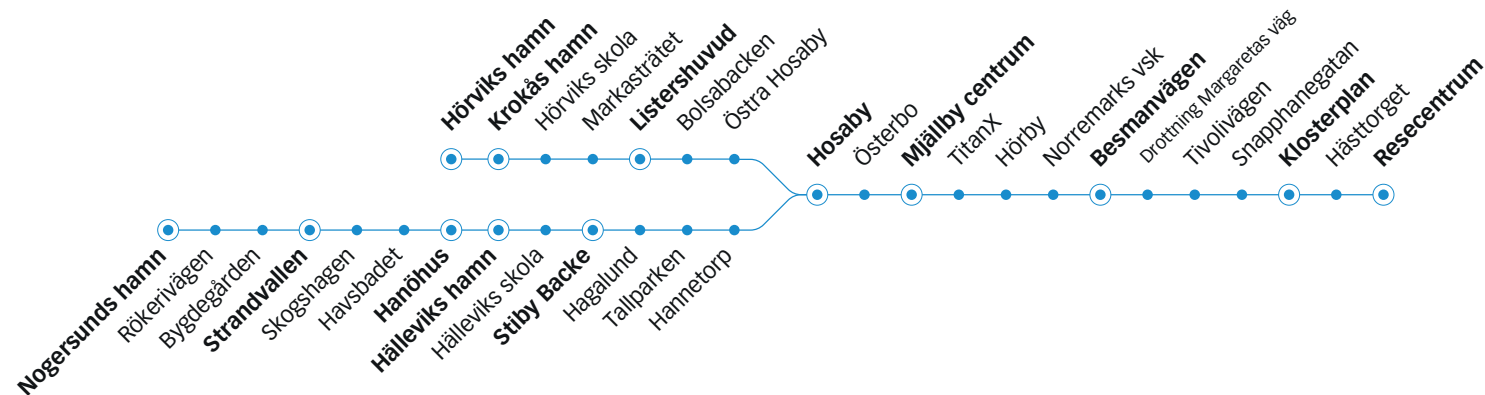 Hörviks hamn
Krokås hamn
Hörviks skola
Markasträtet
Listershuvud
Bolsabacken
Östra Hosaby
Hosaby
Österbo
Mjällby centrum
TitanX
Hörby
Norremarks vsk
Besmanvägen
Drottning Margaretas väg
Tivolivägen
Snapphanegatan
Klosterplan
Hästtorget
Resecentrum
Nogersunds hamn
Rökerivägen
Bygdegården
Strandvallen
Skogshagen
Havsbadet
Hanöhus
Hälleviks hamn
Hälleviks skola
Stiby Backe
Hagalund
Tallparken
Hannetorp